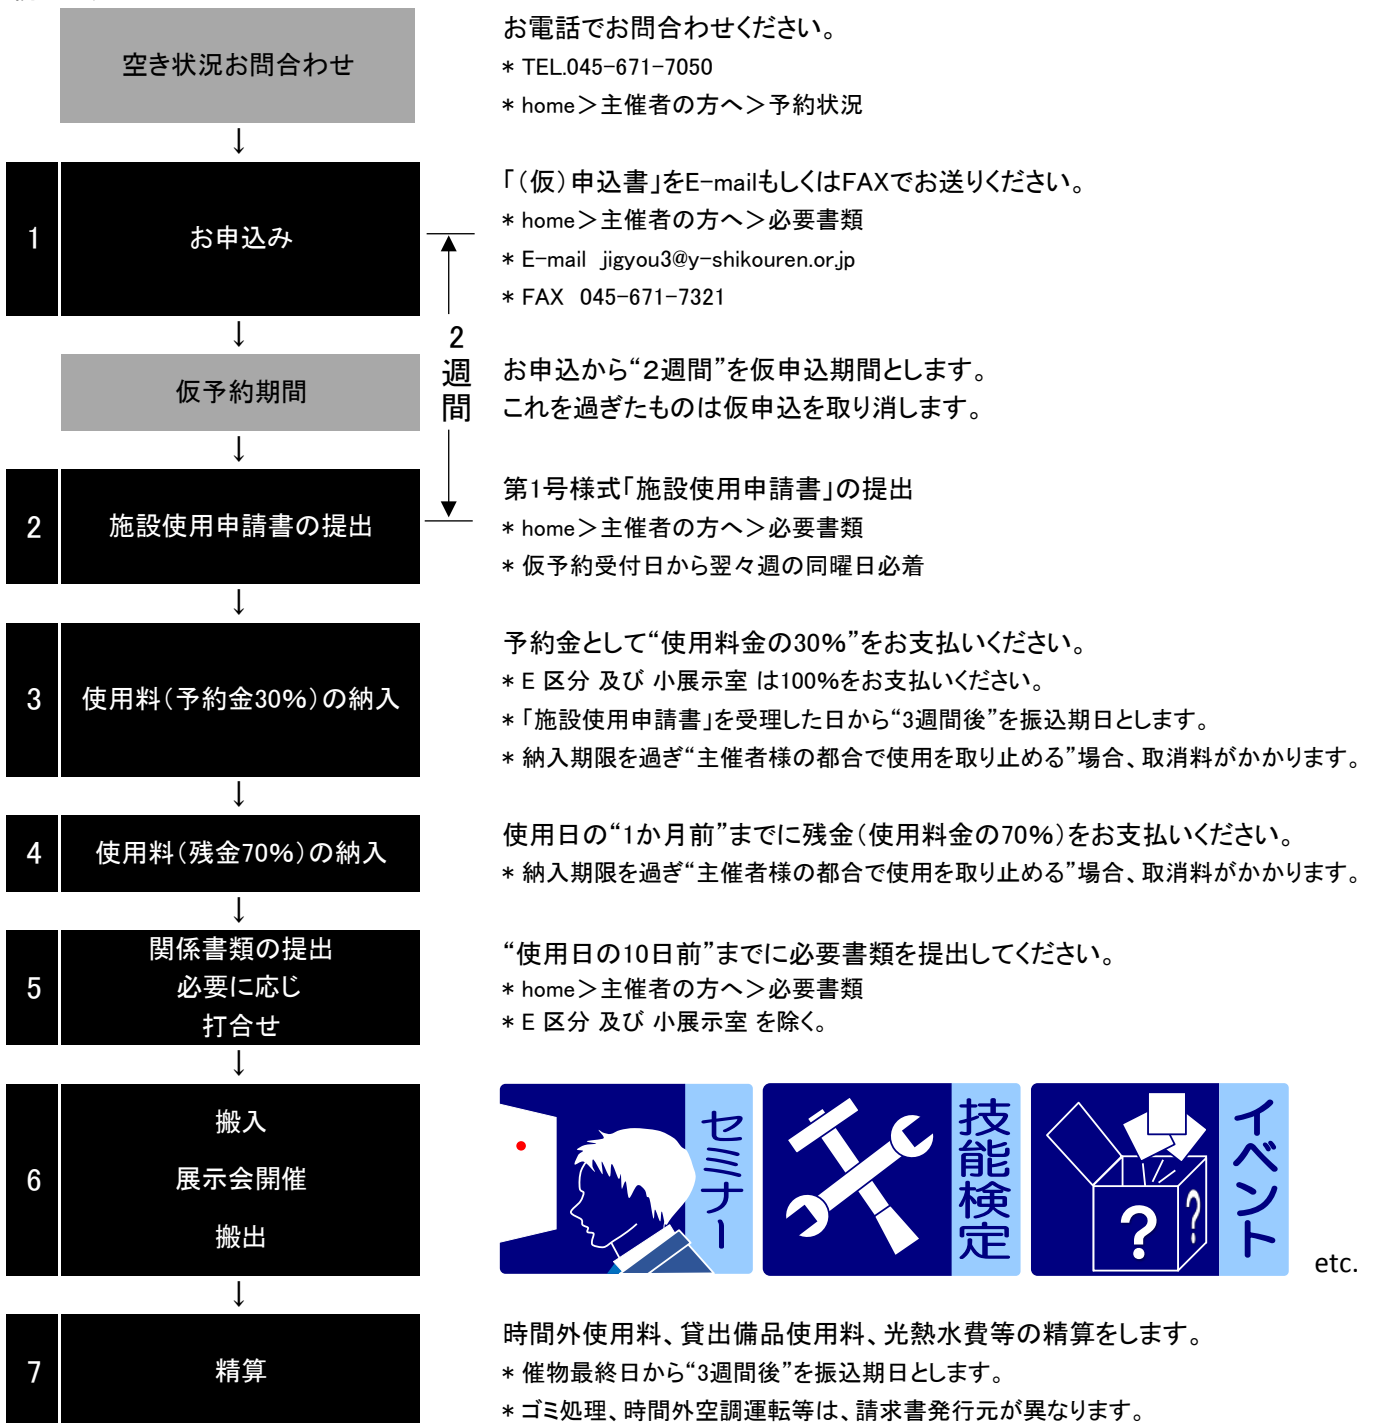 空き状況お問合わせ
お電話でお問合わせください。
* TEL.045-671-7050
* home＞主催者の方へ＞予約状況
↓
1
お申込み
「（仮）申込書」をE-mailもしくはFAXでお送りください。
* home＞主催者の方へ＞必要書類
* E-mail jigyou3@y-shikouren.or.jp
* FAX 045-671-7321
↓
2週間
仮予約期間
お申込から“２週間”を仮申込期間とします。
これを過ぎたものは仮申込を取り消します。
↓
2
施設使用申請書の提出
第1号様式「施設使用申請書」の提出
* home＞主催者の方へ＞必要書類
* 仮予約受付日から翌々週の同曜日必着
↓
3
使用料（予約金30%）の納入
予約金として“使用料金の30%”をお支払いください。
* E 区分 及び 小展示室 は100%をお支払いください。
* 「施設使用申請書」を受理した日から“3週間後”を振込期日とします。
* 納入期限を過ぎ“主催者様の都合で使用を取り止める”場合、取消料がかかります。
↓
4
使用料（残金70%）の納入
使用日の“1か月前”までに残金（使用料金の70%）をお支払いください。
* 納入期限を過ぎ“主催者様の都合で使用を取り止める”場合、取消料がかかります。
↓
5
関係書類の提出
必要に応じ
打合せ
“使用日の10日前”までに必要書類を提出してください。
* home＞主催者の方へ＞必要書類
* E 区分 及び 小展示室 を除く。
↓
6
搬入
展示会開催
搬出
セミナー
技能検定
イベント
?
?
etc.
↓
7
精算
時間外使用料、貸出備品使用料、光熱水費等の精算をします。
* 催物最終日から“3週間後”を振込期日とします。
* ゴミ処理、時間外空調運転等は、請求書発行元が異なります。